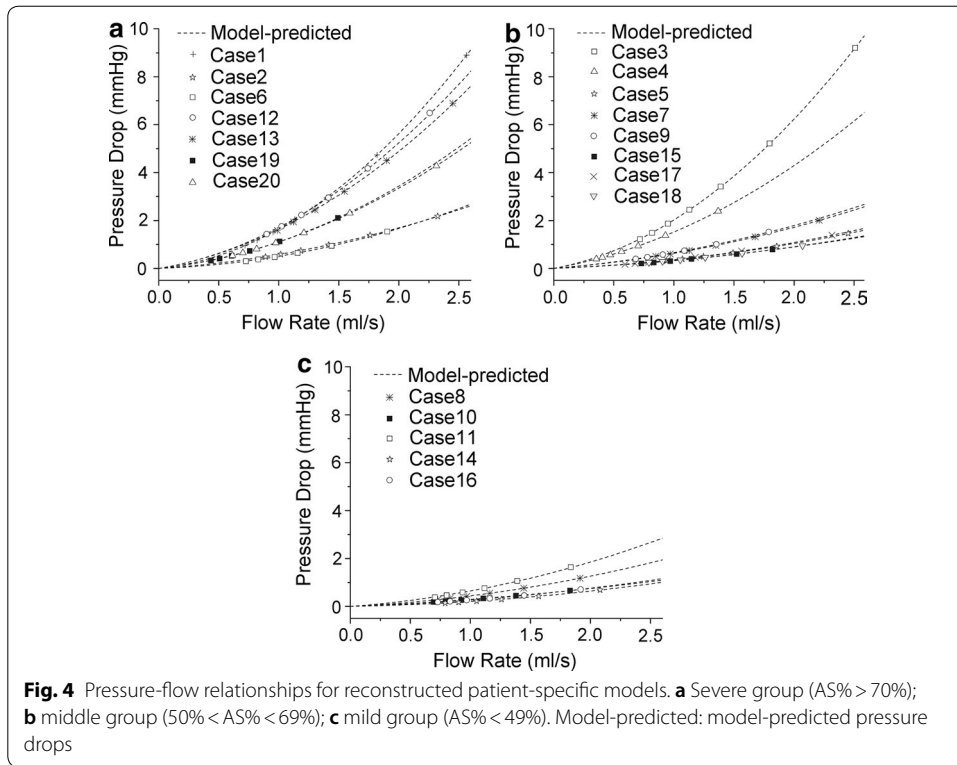 a
10
8
6
4
2
0
Pressure Drop (mmHg)
Model-predicted
Case1
Case2
Case6
Case12
Case13
Case19
Case20
0.0 0.5 1.0 1.5 2.0 2.5
Flow Rate (ml/s)
b
10
8
6
4
2
0
Pressure Drop (mmHg)
Model-predicted
Case3
Case4
Case5
Case7
Case9
Case15
Case17
Case18
0.0 0.5 1.0 1.5 2.0 2.5
Flow Rate (ml/s)
c
10
8
6
4
2
0
Pressure Drop (mmHg)
Model-predicted
Case8
Case10
Case11
Case14
Case16
0.0 0.5 1.0 1.5 2.0 2.5
Flow Rate (ml/s)
Fig. 4 Pressure-flow relationships for reconstructed patient-specific models. a Severe group (AS% > 70%);
b middle group (50% < AS% < 69%); c mild group (AS% < 49%). Model-predicted: model-predicted pressure
drops